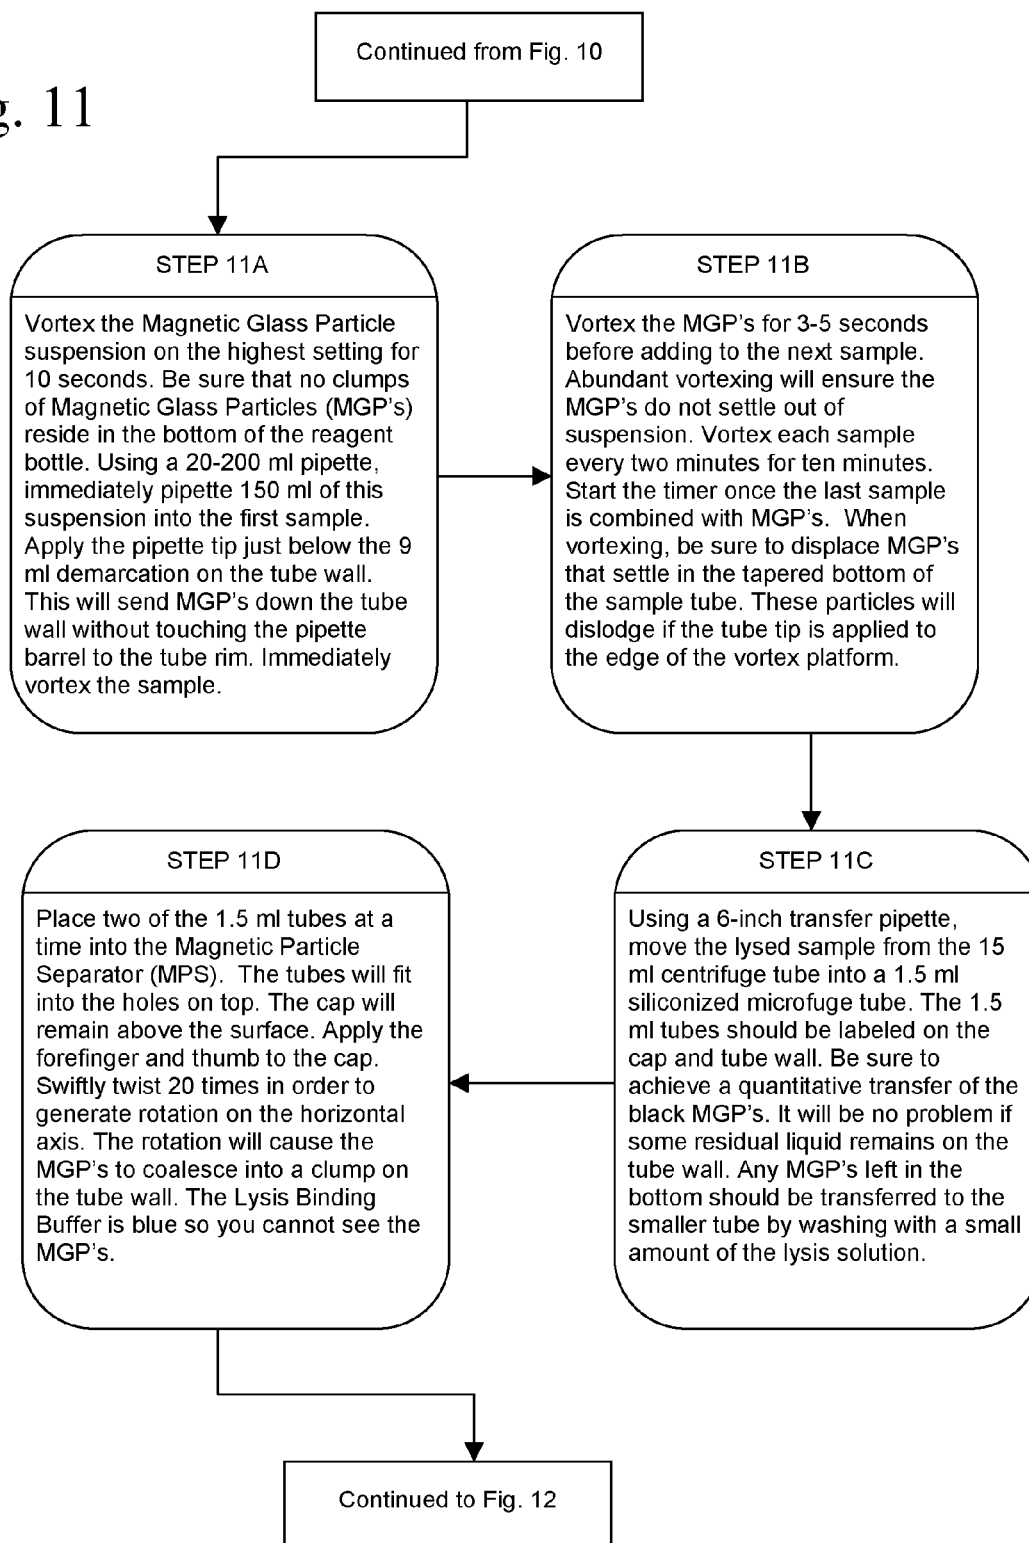 Continued from Fig. 10
g. 11
STEP 11A
Vortex the Magnetic Glass Particle
suspension on the highest setting for
10 seconds. Be sure that no clumps
of Magnetic Glass Particles (MGP's)
reside in the bottom of the reagent
bottle. Using a 20-200 ml pipette,
immediately pipette 150 ml of this
suspension into the first sample.
Apply the pipette tip just below the 9
ml demarcation on the tube wall.
This will send MGP's down the tube
wall without touching the pipette
barrel to the tube rim. Immediately
vortex the sample.
STEP 11B
Vortex the MGP's for 3-5 seconds
before adding to the next sample.
Abundant vortexing will ensure the
MGP's do not settle out of
suspension. Vortex each sample
every two minutes for ten minutes.
Start the timer once the last sample
is combined with MGP's.  When
vortexing, be sure to displace MGP's
that settle in the tapered bottom of
the sample tube. These particles will
dislodge if the tube tip is applied to
the edge of the vortex platform.
STEP 11C
Using a 6-inch transfer pipette,
move the lysed sample from the 15
ml centrifuge tube into a 1.5 ml
siliconized microfuge tube. The 1.5
ml tubes should be labeled on the
cap and tube wall. Be sure to
achieve a quantitative transfer of the
black MGP's. It will be no problem if
some residual liquid remains on the
tube wall. Any MGP's left in the
bottom should be transferred to the
smaller tube by washing with a small
amount of the lysis solution.
STEP 11D
Place two of the 1.5 ml tubes at a
time into the Magnetic Particle
Separator (MPS).  The tubes will fit
into the holes on top. The cap will
remain above the surface. Apply the
forefinger and thumb to the cap.
Swiftly twist 20 times in order to
generate rotation on the horizontal
axis. The rotation will cause the
MGP's to coalesce into a clump on
the tube wall. The Lysis Binding
Buffer is blue so you cannot see the
MGP's.
Continued to Fig. 12